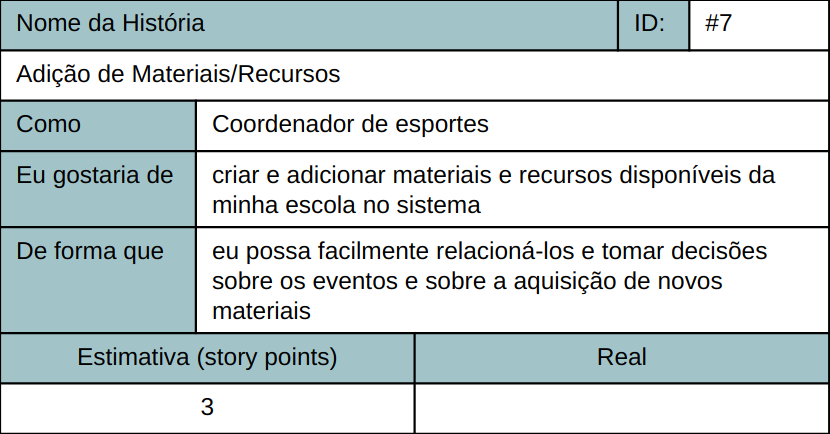 Nome da História ID: #7
Adição de Materiais/Recursos
Como Coordenador de esportes
Eu gostaria de criar e adicionar materiais e recursos disponíveis da
minha escola no sistema
De forma que eu possa facilmente relacioná-los e tomar decisões
sobre os eventos e sobre a aquisição de novos
materiais
Estimativa (story points) Real
3